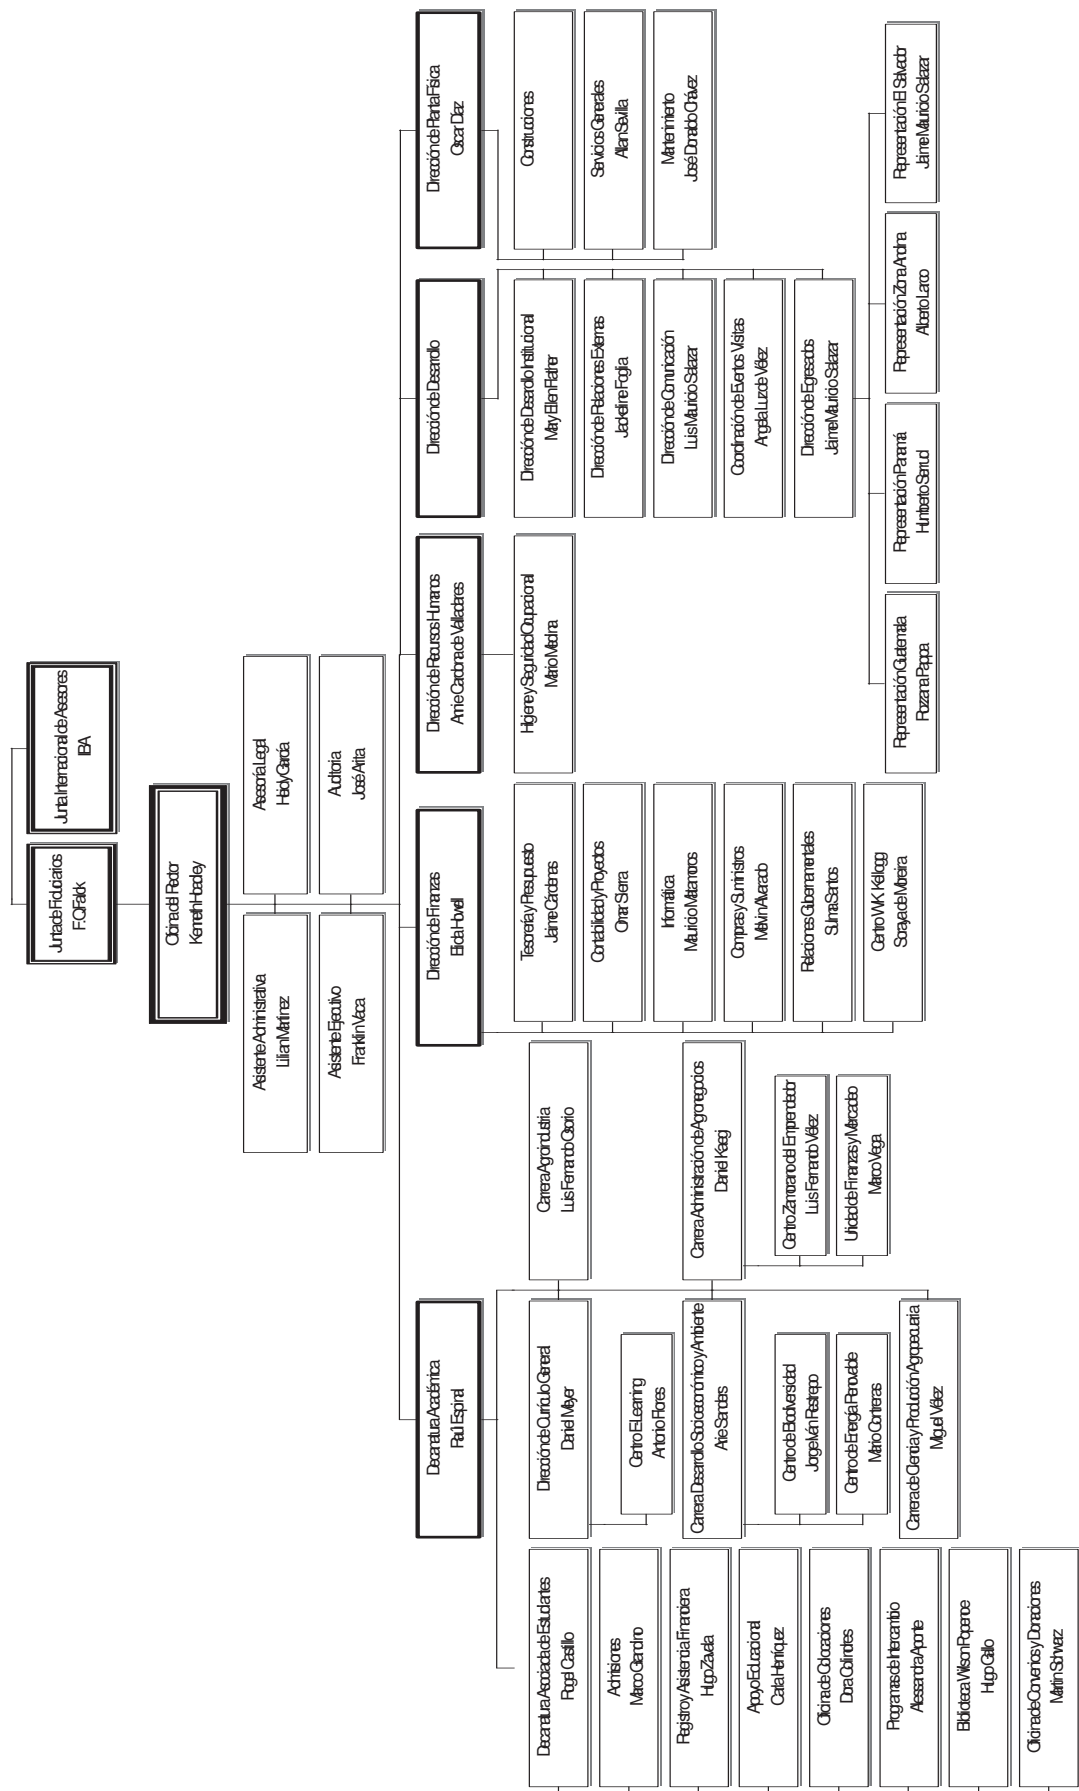 Junta de Fiduciarios
F.O. Falck
Junta Internacional de Asesores
IBA
Oficina del Rector
Kenneth Hoadley
Asistente Administrativa
Lilian Martínez
Asesoría Legal
Heidy García
Asistente Ejecutivo
Franklin Vaca
Auditoria
José Arita
Decanatura Académica
Raúl Espinal
Dirección de Finanzas
Elida Howell
Dirección de Recursos Humanos
Amie Cardona de Valladares
Dirección de Desarrollo
Dirección de Planta Física
Oscar Díaz
Decanatura Asociada de Estudiantes
Rogel Castillo
Admisiones
Marco Granadino
Registro y Asistencia Financiera
Hugo Zavala
Apoyo Educacional
Carla Henríquez
Oficina de Colocaciones
Dora Colindres
Programas de Intercambio
Alessandra Aponte
Biblioteca Wilson Popenoe
Hugo Gallo
Oficina de Convenios y Donaciones
Martin Schwarz
Dirección de Currículo General
Daniel Meyer
Centro E-Learning
Antonio Flores
Carrera Desarrollo Socioeconómico y Ambiente
Arie Sanders
Centro de Biodiversidad
Jorge Iván Restrepo
Centro de Energía Renovable
Mario Contreras
Carrera de Ciencia y Producción Agropecuaria
Miguel Vélez
Carrera Agroindustria
Luis Fernando Osorio
Carrera Administración de Agronegocios
Daniel Kaegi
Centro Zamorano del Emprendedor
Luis Fernando Vélez
Unidad de Finanzas y Mercadeo
Marco Vega
Tesorería y Presupuesto
Jaime Cárdenas
Contabilidad y Proyectos
Omar Sierra
Informática
Mauricio Matamoros
Compras y Suministros
Melvin Alvarado
Relaciones Gubernamentales
Sulma Santos
Centro W.K. Kellogg
Soraya de Moreira
Higiene y Seguridad Ocupacional
Mario Medina
Dirección de Desarrollo Institucional
Mary Ellen Flather
Dirección de Relaciones Externas
Jackeline Foglia
Dirección de Comunicación
Luis Mauricio Salazar
Coordinación de Eventos Visitas
Angela Luz de Vélez
Dirección de Egresados
Jaime Mauricio Salazar
Construcciones
Servicios Generales
Allan Sevilla
Mantenimiento
José Donaldo Chávez
Representación Guatemala
Rozzana Pappa
Representación Panamá
Humberto Serrud
Representación Zona Andina
Alberto Larco
Representación El Salvador
Jaime Mauricio Salazar